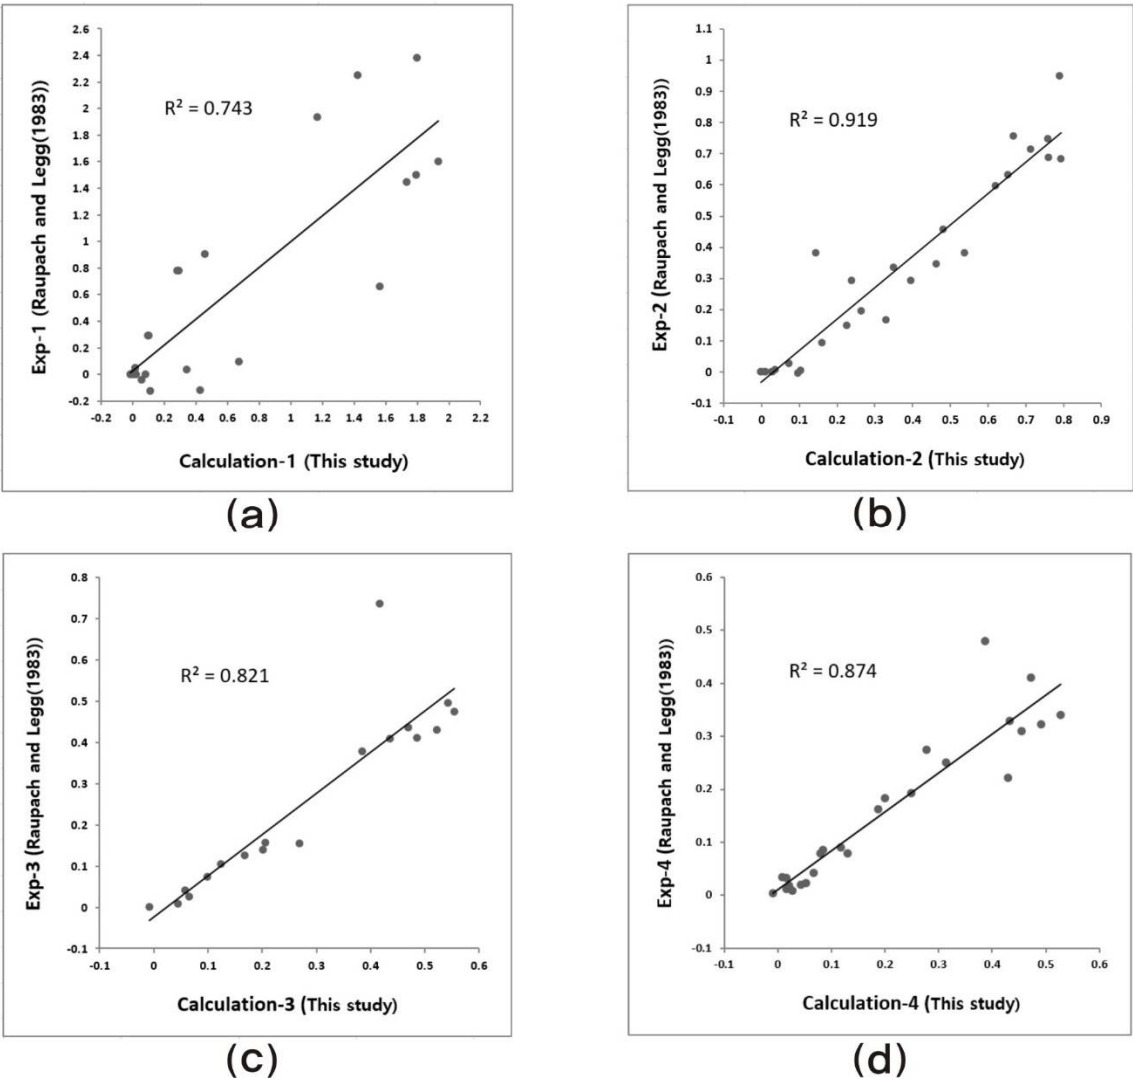 2.6
2.4
2.2
2
1.8
1.6
1.4
1.2
1
0.8
0.6
0.4
0.2
0
-0.2
-0.2 0 0.2 0.4 0.6 0.8 1 1.2 1.4 1.6 1.8 2 2.2
R² = 0.743
Exp-1 (Raupach and Legg(1983))
Calculation-1 (This study)
(a)
1.1
1
0.9
0.8
0.7
0.6
0.5
0.4
0.3
0.2
0.1
0
-0.1
-0.1 0 0.1 0.2 0.3 0.4 0.5 0.6 0.7 0.8 0.9
R² = 0.919
Exp-2 (Raupach and Legg(1983))
Calculation-2 (This study)
(b)
0.8
0.7
0.6
0.5
0.4
0.3
0.2
0.1
0
-0.1
-0.1 0 0.1 0.2 0.3 0.4 0.5 0.6
R² = 0.821
Exp-3 (Raupach and Legg(1983))
Calculation-3 (This study)
(c)
0.6
0.5
0.4
0.3
0.2
0.1
0
-0.1
-0.1 0 0.1 0.2 0.3 0.4 0.5 0.6
R² = 0.874
Exp-4 (Raupach and Legg(1983))
Calculation-4 (This study)
(d)